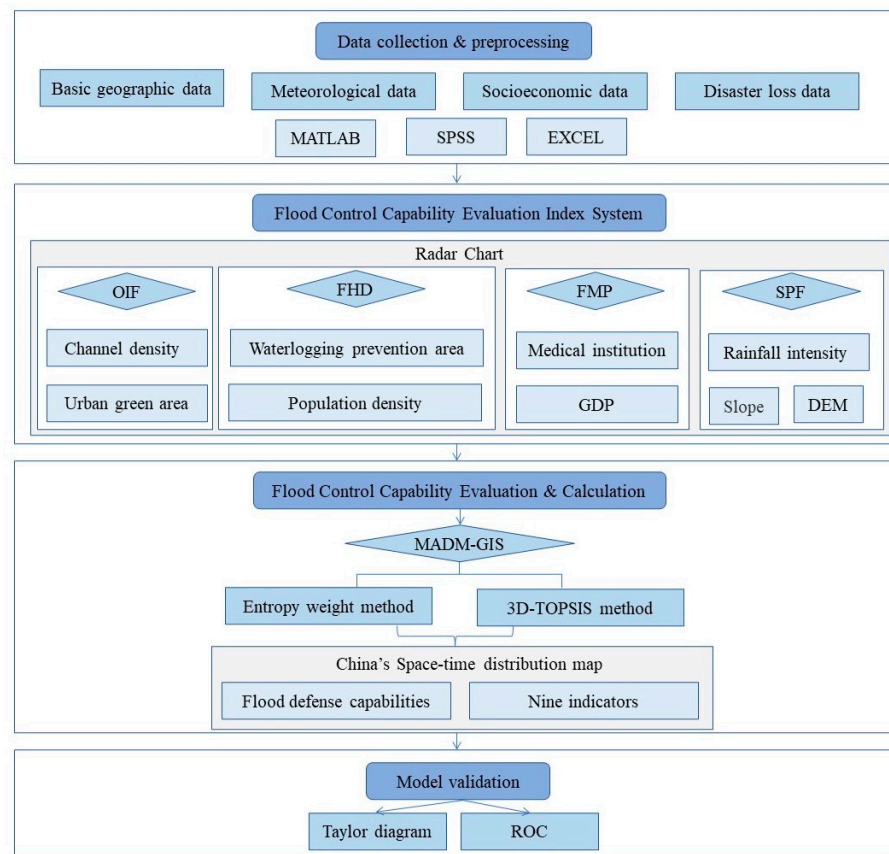 Data collection & preprocessing
Basic geographic data
Meteorological data
Socioeconomic data
Disaster loss data
MATLAB
SPSS
EXCEL
Flood Control Capability Evaluation Index System
Radar Chart
OIF
FHD
FMP
SPF
Channel density
Waterlogging prevention area
Medical institution
Rainfall intensity
Urban green area
Population density
GDP
Slope
DEM
Flood Control Capability Evaluation & Calculation
MADM-GIS
Entropy weight method
3D-TOPSIS method
China’s Space-time distribution map
Flood defense capabilities
Nine indicators
Model validation
Taylor diagram
ROC